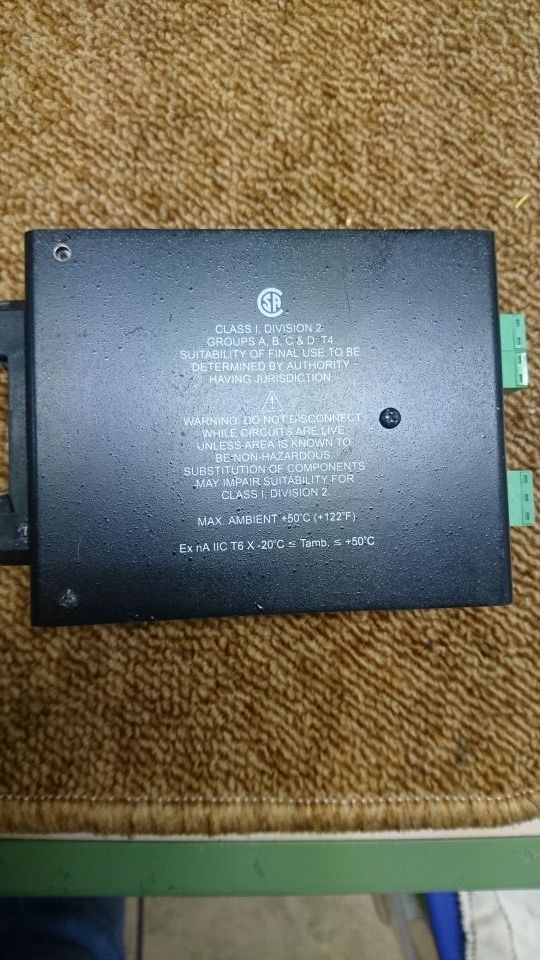 CLASS I, DIVISION 2
GROUPS A, B, C & D T4
SUITABILITY OF FINAL USE TO BE
DETERMINED BY AUTHORITY
HAVING JURISDICTION
WARNING: DO NOT DISCONNECT
WHILE CIRCUITS ARE LIVE
UNLESS AREA IS KNOWN TO
BE NON-HAZARDOUS
SUBSTITUTION OF COMPONENTS
MAY IMPAIR SUITABILITY FOR
CLASS I, DIVISION 2
MAX. AMBIENT +50°C (+122°F)
Ex nA IIC T6 X -20°C ≤ Tamb. ≤ +50°C